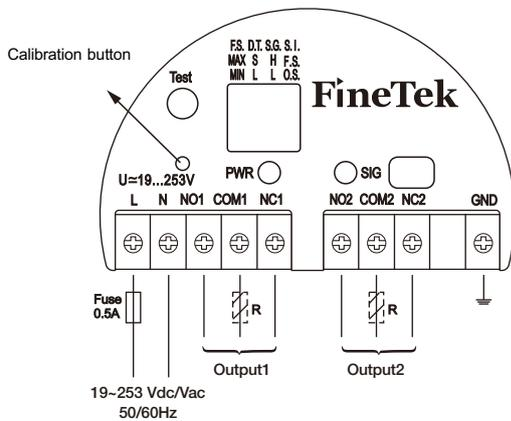 Calibration button
Test
F.S. D.T. S.G. S.I.
MAX S H F.S.
MIN L L O.S.
FineTek
PWR
SIG
U≃19...253V
L N NO1 COM1 NC1
NO2 COM2 NC2 GND
Fuse
0.5A
R
R
Output1
Output2
19~253 Vdc/Vac
50/60Hz